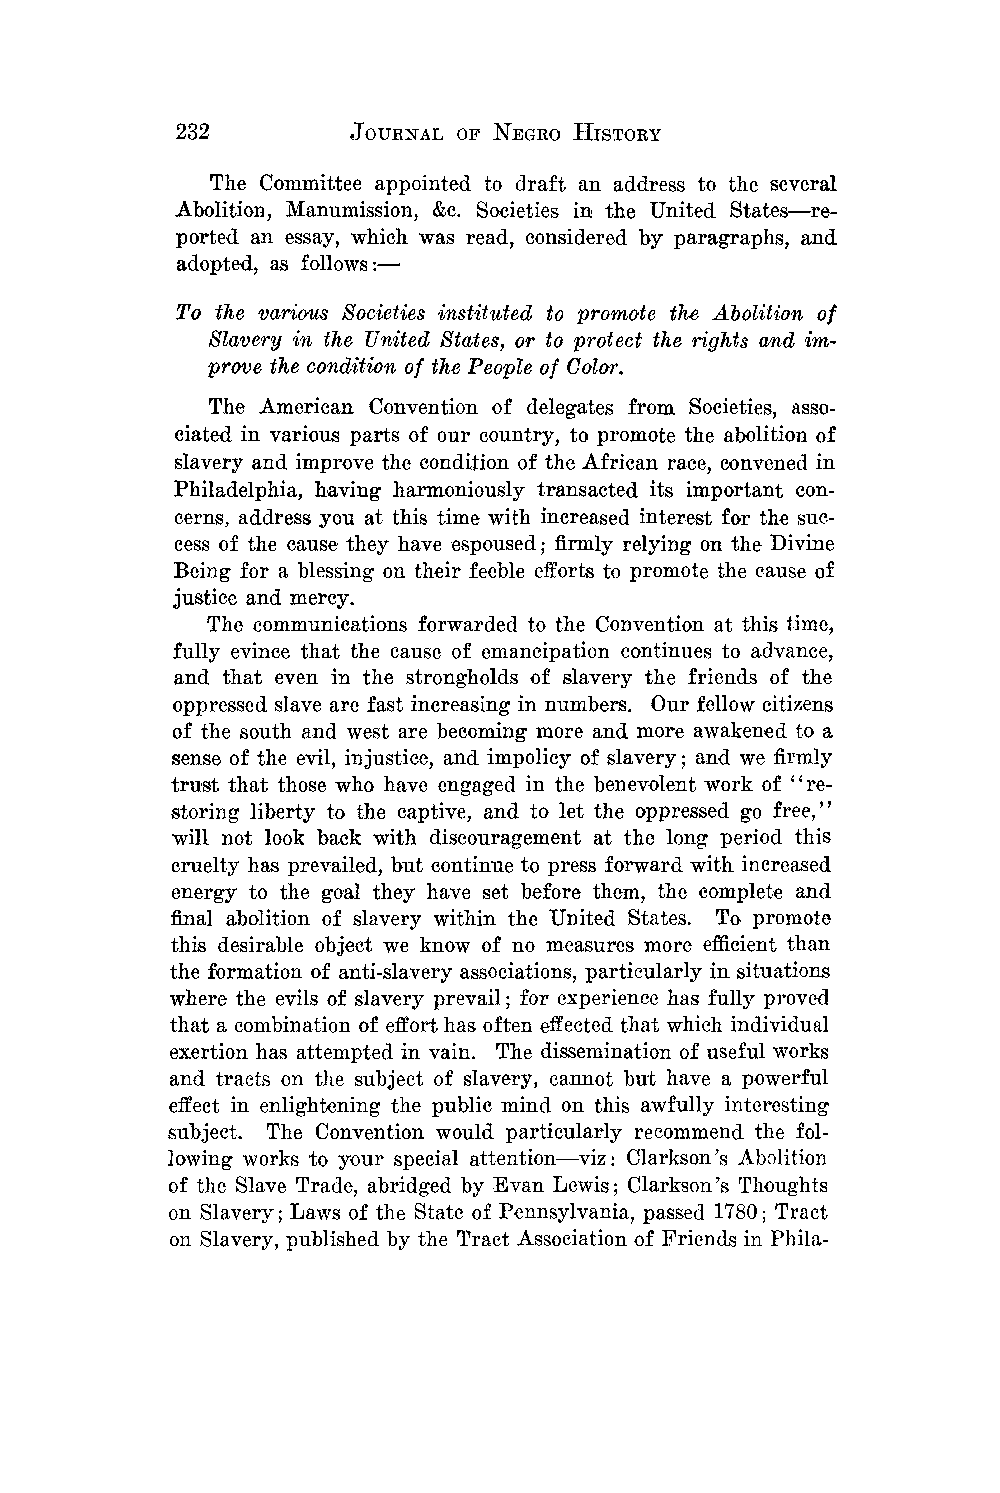 232 JOURNAL OF NEGRO HISTORY
The Committee appointed to draft an address to the several
Abolition, Manumission, &c. Societies in the United States—re-
ported an essay, which was read, considered by paragraphs, and
adopted, as follows:—
To the various Societies instituted to promote the Abolition of
Slavery in the United States, or to protect the rights and im-
prove the condition of the People of Color.
The American Convention of delegates from Societies, asso-
ciated in various parts of our country, to promote the abolition of
slavery and improve the condition of the African race, convened in
Philadelphia, having harmoniously transacted its important con-
cerns, address you at this time with increased interest for the suc-
cess of the cause they have espoused; firmly relying on the Divine
Being for a blessing on their feeble efforts to promote the cause of
justice and mercy.
The communications forwarded to the Convention at this time,
fully evince that the cause of emancipation continues to advance,
and that even in the strongholds of slavery the friends of the
oppressed slave are fast increasing in numbers. Our fellow citizens
of the south and west are becoming more and more awakened to a
sense of the evil, injustice, and impolicy of slavery; and we firmly
trust that those who have engaged in the benevolent work of "re-
storing liberty to the captive, and to let the oppressed go free,"
will not look back with discouragement at the long period this
cruelty has prevailed, but continue to press forward with increased
energy to the goal they have set before them, the complete and
final abolition of slavery within the United States. To promote
this desirable object we know of no measures more efficient than
the formation of anti-slavery associations, particularly in situations
where the evils of slavery prevail; for experience has fully proved
that a combination of effort has often effected that which individual
exertion has attempted in vain. The dissemination of useful works
and tracts on the subject of slavery, cannot but have a powerful
effect in enlightening the public mind on this awfully interesting
subject. The Convention would particularly recommend the fol-
lowing works to your special attention—viz: Clarkson's Abolition
of the Slave Trade, abridged by Evan Lewis; Clarkson's Thoughts
on Slavery; Laws of the State of Pennsylvania, passed 1780; Tract
on Slavery, published by the Tract Association of Friends in Phila-